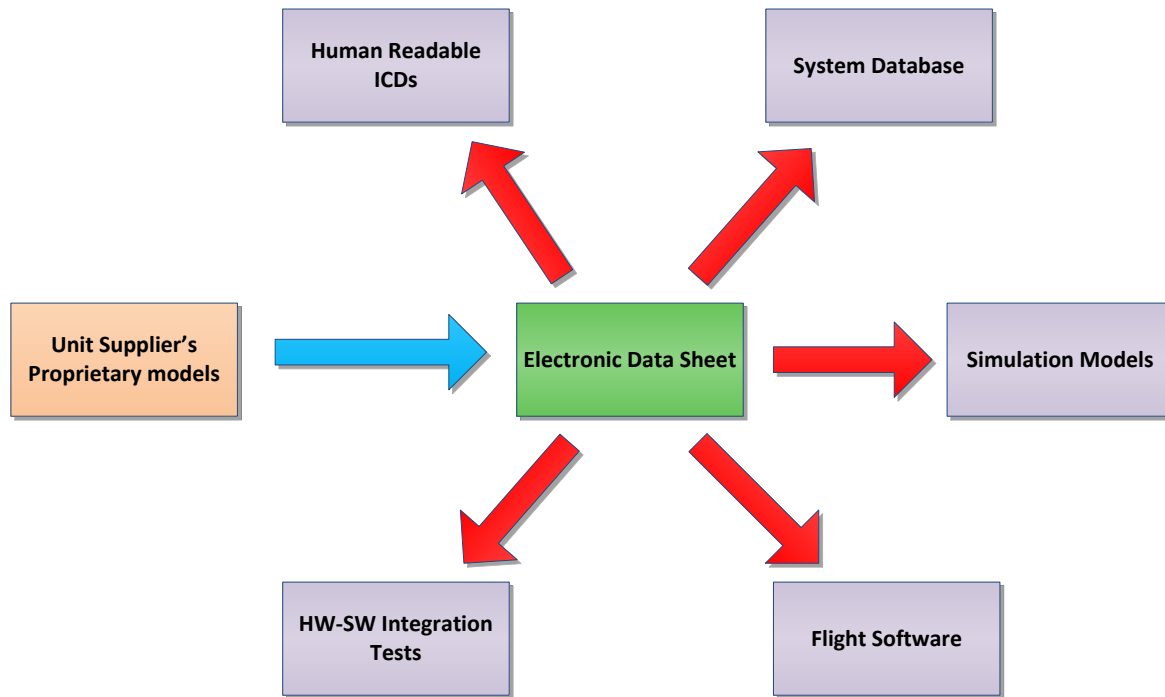 Human Readable
ICDs
System Database
Unit Supplier’s
Proprietary models
Electronic Data Sheet
Simulation Models
HW-SW Integration
Tests
Flight Software